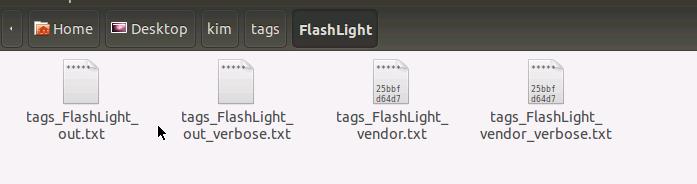 Home Desktop kim tags FlashLight
25bbf 25bbf
d64d7 d64d7
tags_FlashLight_ tags_FlashLight_ tags_FlashLight_ tags_FlashLight_
out.txt out_verbose.txt vendor.txt vendor_verbose.txt